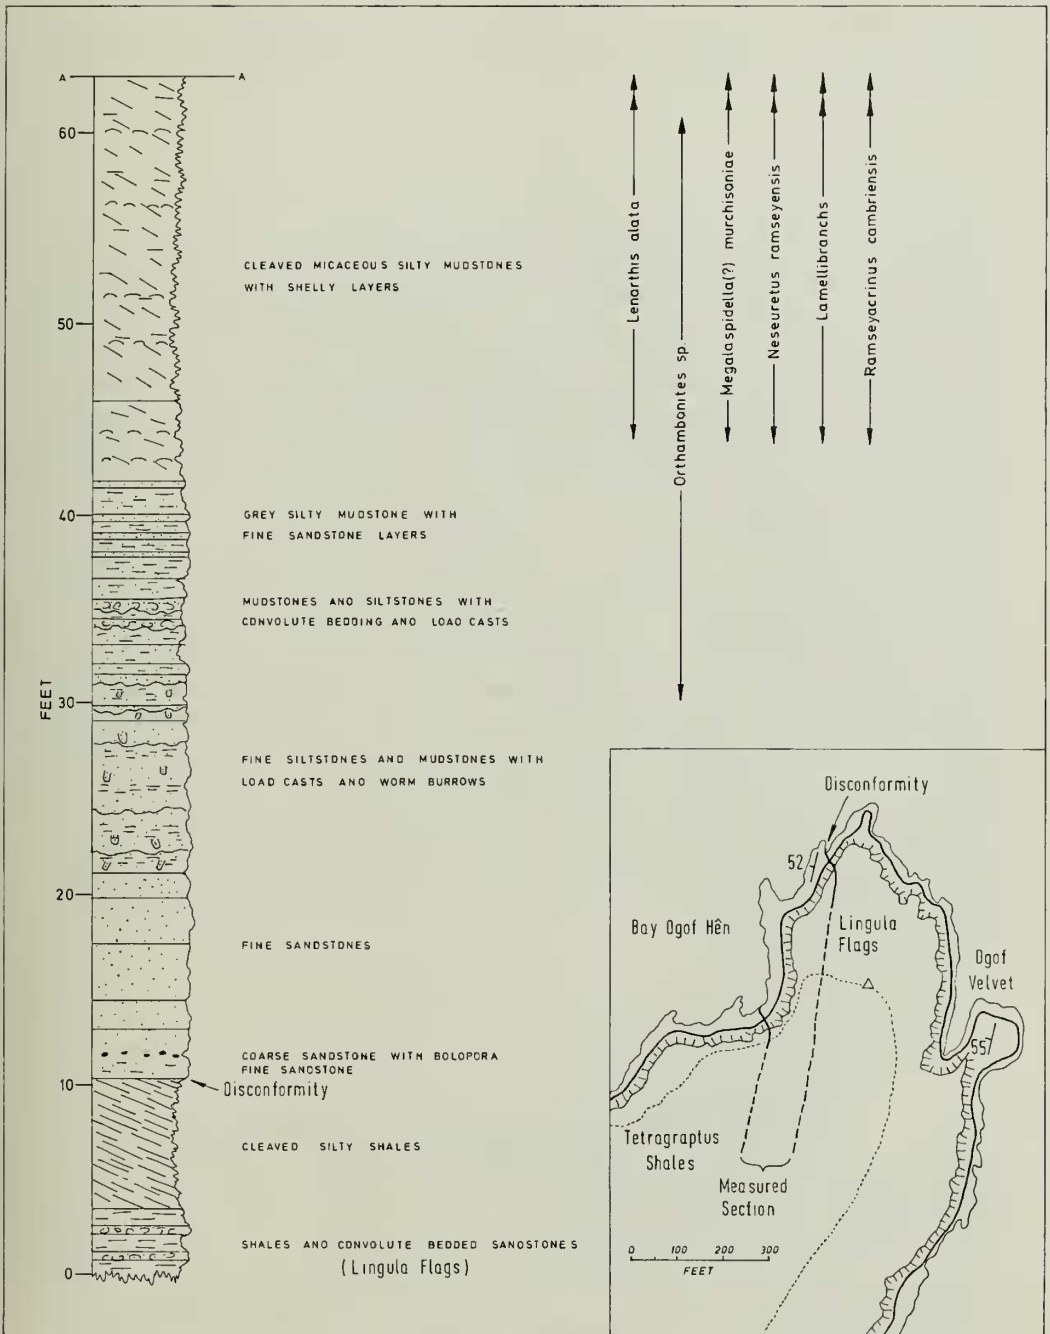 A A
60
50
40
30
20
10
0
FEET
CLEAVED MICACEOUS SILTY MUDSTONES
WITH SHELLY LAYERS
GREY SILTY MUDSTONE WITH
FINE SANDSTONE LAYERS
MUDSTONES AND SILTSTONES WITH
CONVOLUTE BEDDING AND LOAD CASTS
FINE SILTSTONES AND MUDSTONES WITH
LOAD CASTS AND WORM BURROWS
FINE SANDSTONES
COARSE SANDSTONE WITH BOLOPORA
FINE SANDSTONE
Disconformity
CLEAVED SILTY SHALES
SHALES AND CONVOLUTE BEDDED SANDSTONES
(Lingula Flags)
Lenorthis alata
Orthambonites sp.
Megalaspidella(?) murchisoniae
Neseuretus ramseyensis
Lamellibranchs
Ramseyacrinus cambriensis
Disconformity
52
Bay Ogof Hên
Lingula
Flags
Ogof
Velvet
55
Tetragraptus
Shales
Measured
Section
0 100 200 300
FEET